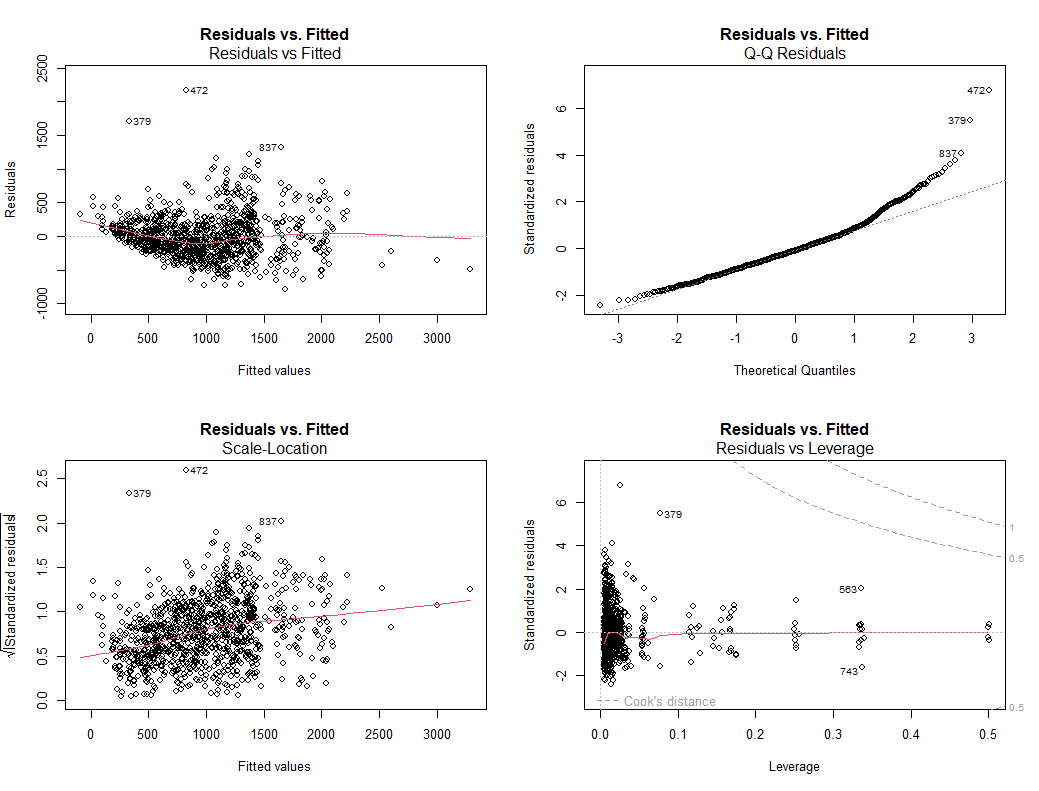 Residuals vs. Fitted
Residuals vs Fitted
Residuals
2500
1500
500
0
-1000
472
379
837
0 500 1000 1500 2000 2500 3000
Fitted values
Residuals vs. Fitted
Q-Q Residuals
Standardized residuals
6
4
2
0
-2
472
379
837
-3 -2 -1 0 1 2 3
Theoretical Quantiles
Residuals vs. Fitted
Scale-Location
√|Standardized residuals|
2.5
2.0
1.5
1.0
0.5
0.0
472
379
837
0 500 1000 1500 2000 2500 3000
Fitted values
Residuals vs. Fitted
Residuals vs Leverage
Standardized residuals
6
4
2
0
-2
379
563
743
1
0.5
0.5
Cook's distance
0.0 0.1 0.2 0.3 0.4 0.5
Leverage